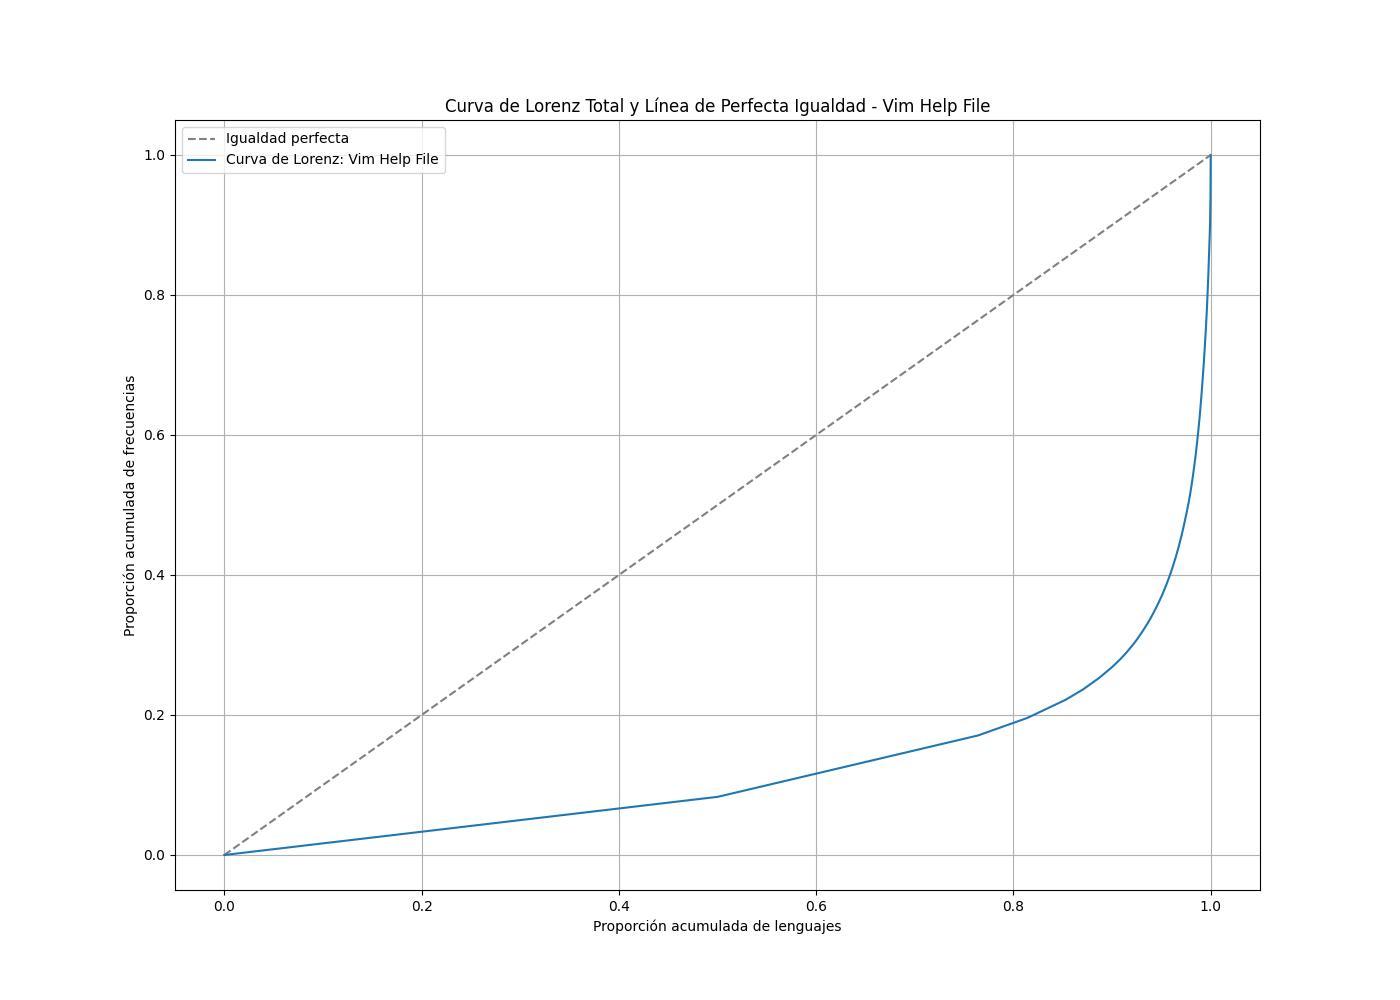 Curva de Lorenz Total y Línea de Perfecta Igualdad - Vim Help File
Igualdad perfecta
Curva de Lorenz: Vim Help File
1.0
0.8
0.6
0.4
0.2
0.0
Proporción acumulada de frecuencias
0.0 0.2 0.4 0.6 0.8 1.0
Proporción acumulada de lenguajes